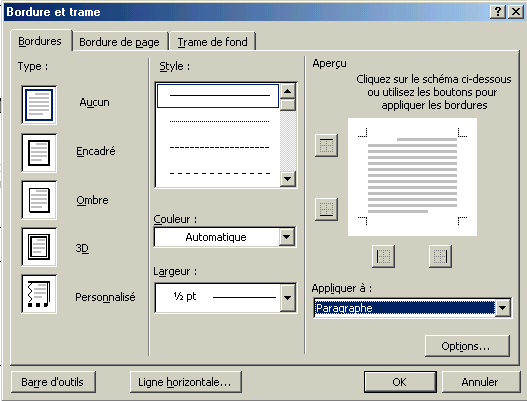 Bordure et trame
Bordures
Bordure de page
Trame de fond
Type :
Aucun
Encadré
Ombre
3D
Personnalisé
Style :
Couleur :
Automatique
Largeur :
½ pt
Aperçu
Cliquez sur le schéma ci-dessous
ou utilisez les boutons pour
appliquer les bordures
Appliquer à :
Paragraphe
Options...
Barre d'outils
Ligne horizontale...
OK
Annuler